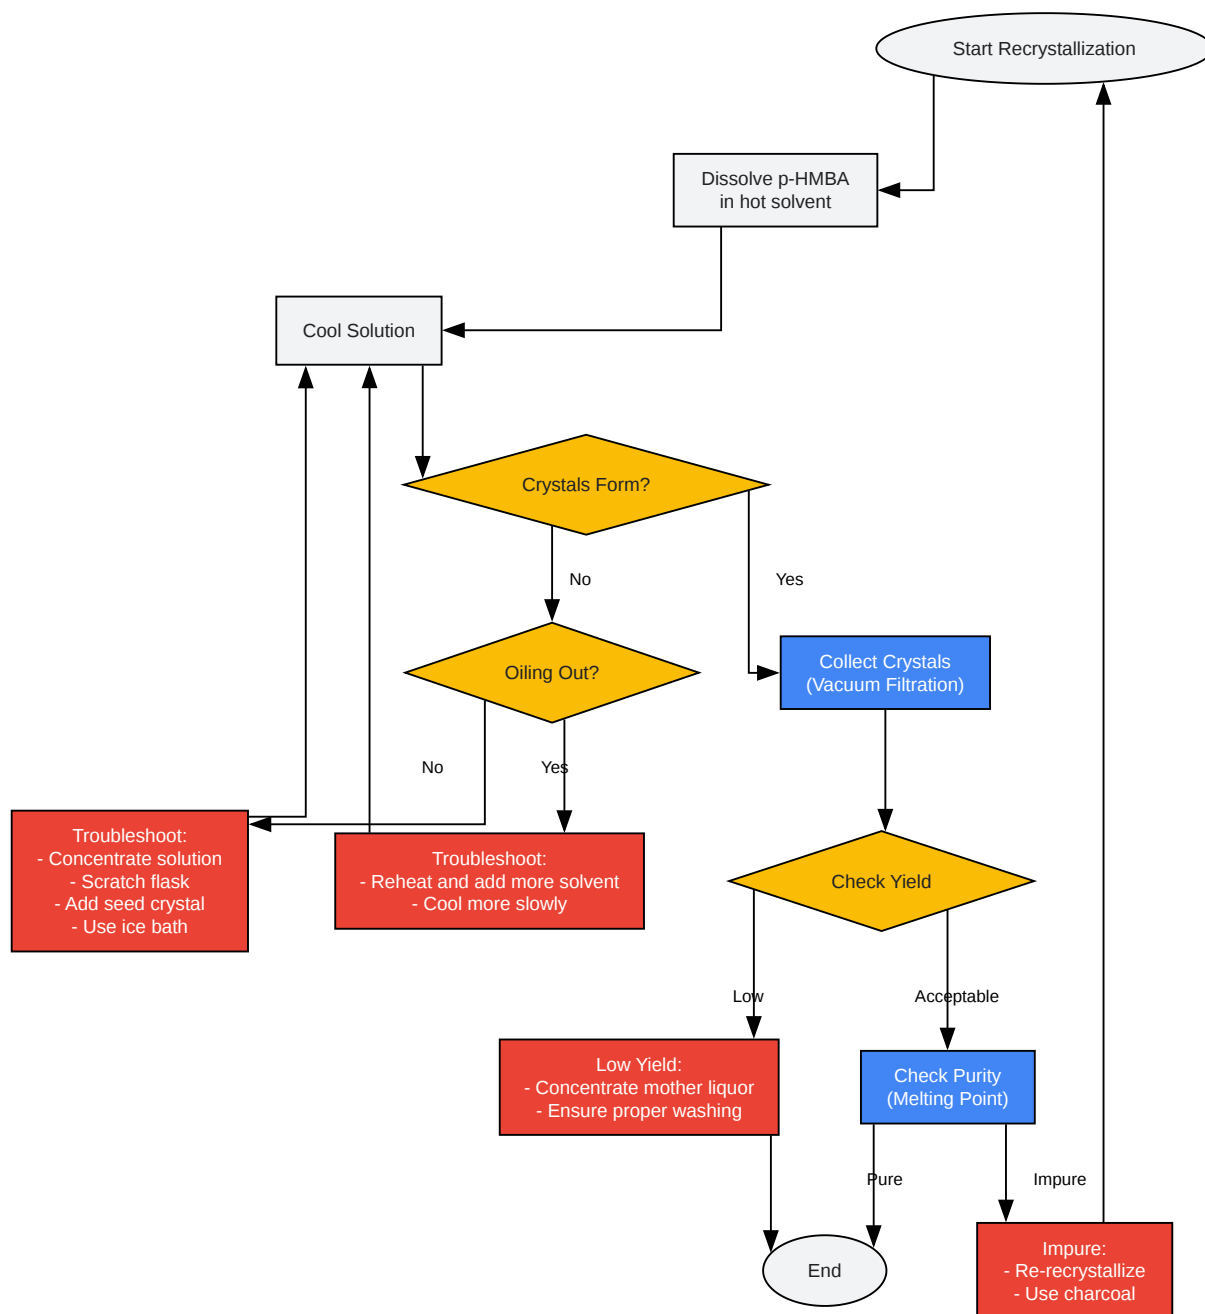 Start Recrystallization
Dissolve p-HMBA
in hot solvent
Cool Solution
Crystals Form?
No
Yes
Oiling Out?
Collect Crystals
(Vacuum Filtration)
No
Yes
Troubleshoot:
- Concentrate solution
- Scratch flask
- Add seed crystal
- Use ice bath
Troubleshoot:
- Reheat and add more solvent
- Cool more slowly
Check Yield
Low
Acceptable
Low Yield:
- Concentrate mother liquor
- Ensure proper washing
Check Purity
(Melting Point)
Pure
Impure
End
Impure:
- Re-recrystallize
- Use charcoal